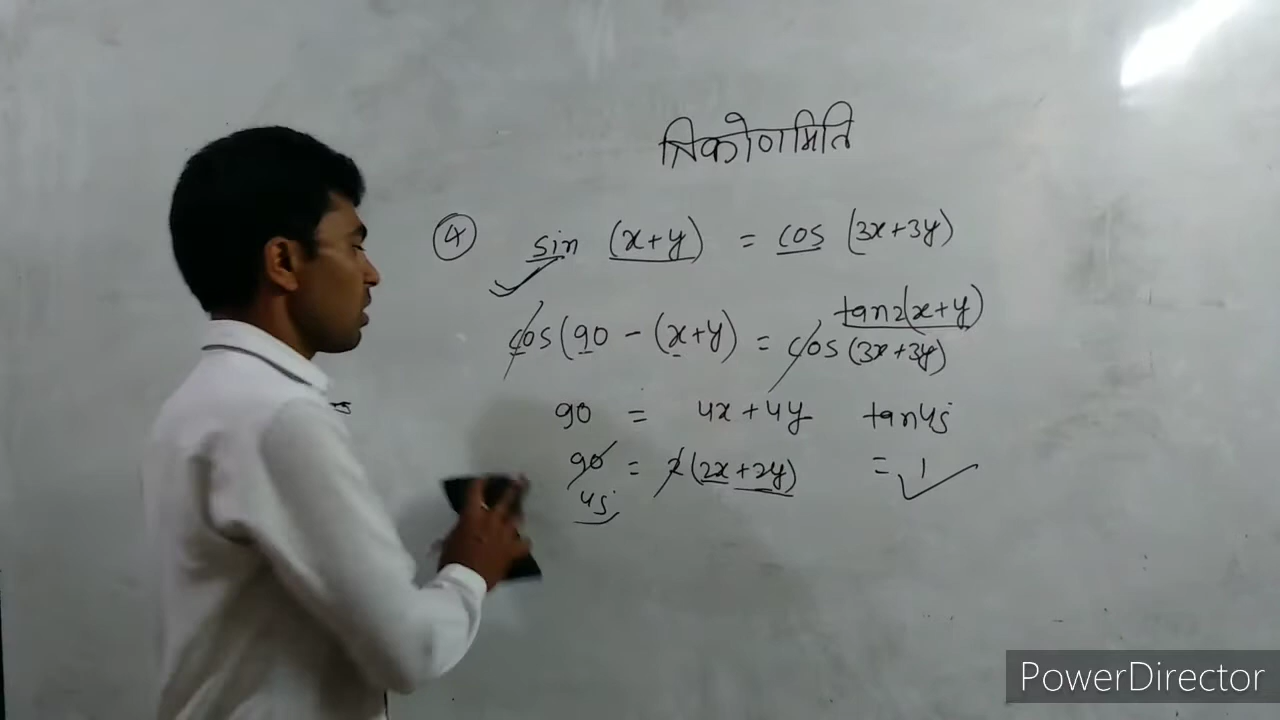 त्रिकोणमिति
④ sin (x+y) = cos (3x+3y)
tan2(x+y)
cos(90 - (x+y) = cos (3x+3y)
90 = 4x + 4y tan45
90 = 2 (2x + 2y) = 1
45
PowerDirector